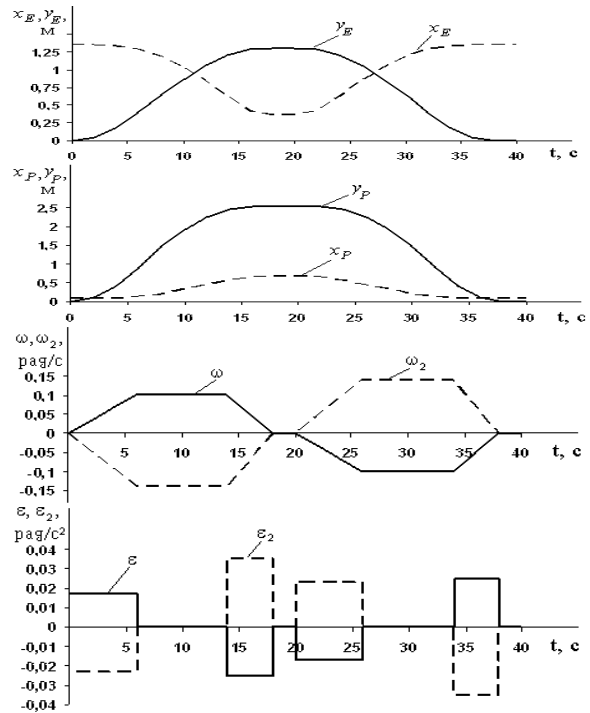 x_E, y_E,
м
y_E
x_E
1,25
1
0,75
0,5
0,25
0
0 5 10 15 20 25 30 35 40
t, с
x_P, y_P,
м
y_P
2,5
2
1,5
1
x_P
0,5
0
0 5 10 15 20 25 30 35 40
t, с
ω, ω_2,
рад/с
0,15
ω
ω_2
0,10
0,05
0
-0,05
5 10 15 20 25 30 35 40
t, с
-0,1
-0,15
ε, ε_2,
рад/с²
0,04
ε
ε_2
0,03
0,02
0,01
0
-0,01
5 10 15 20 25 30 35 40
t, с
-0,02
-0,03
-0,04